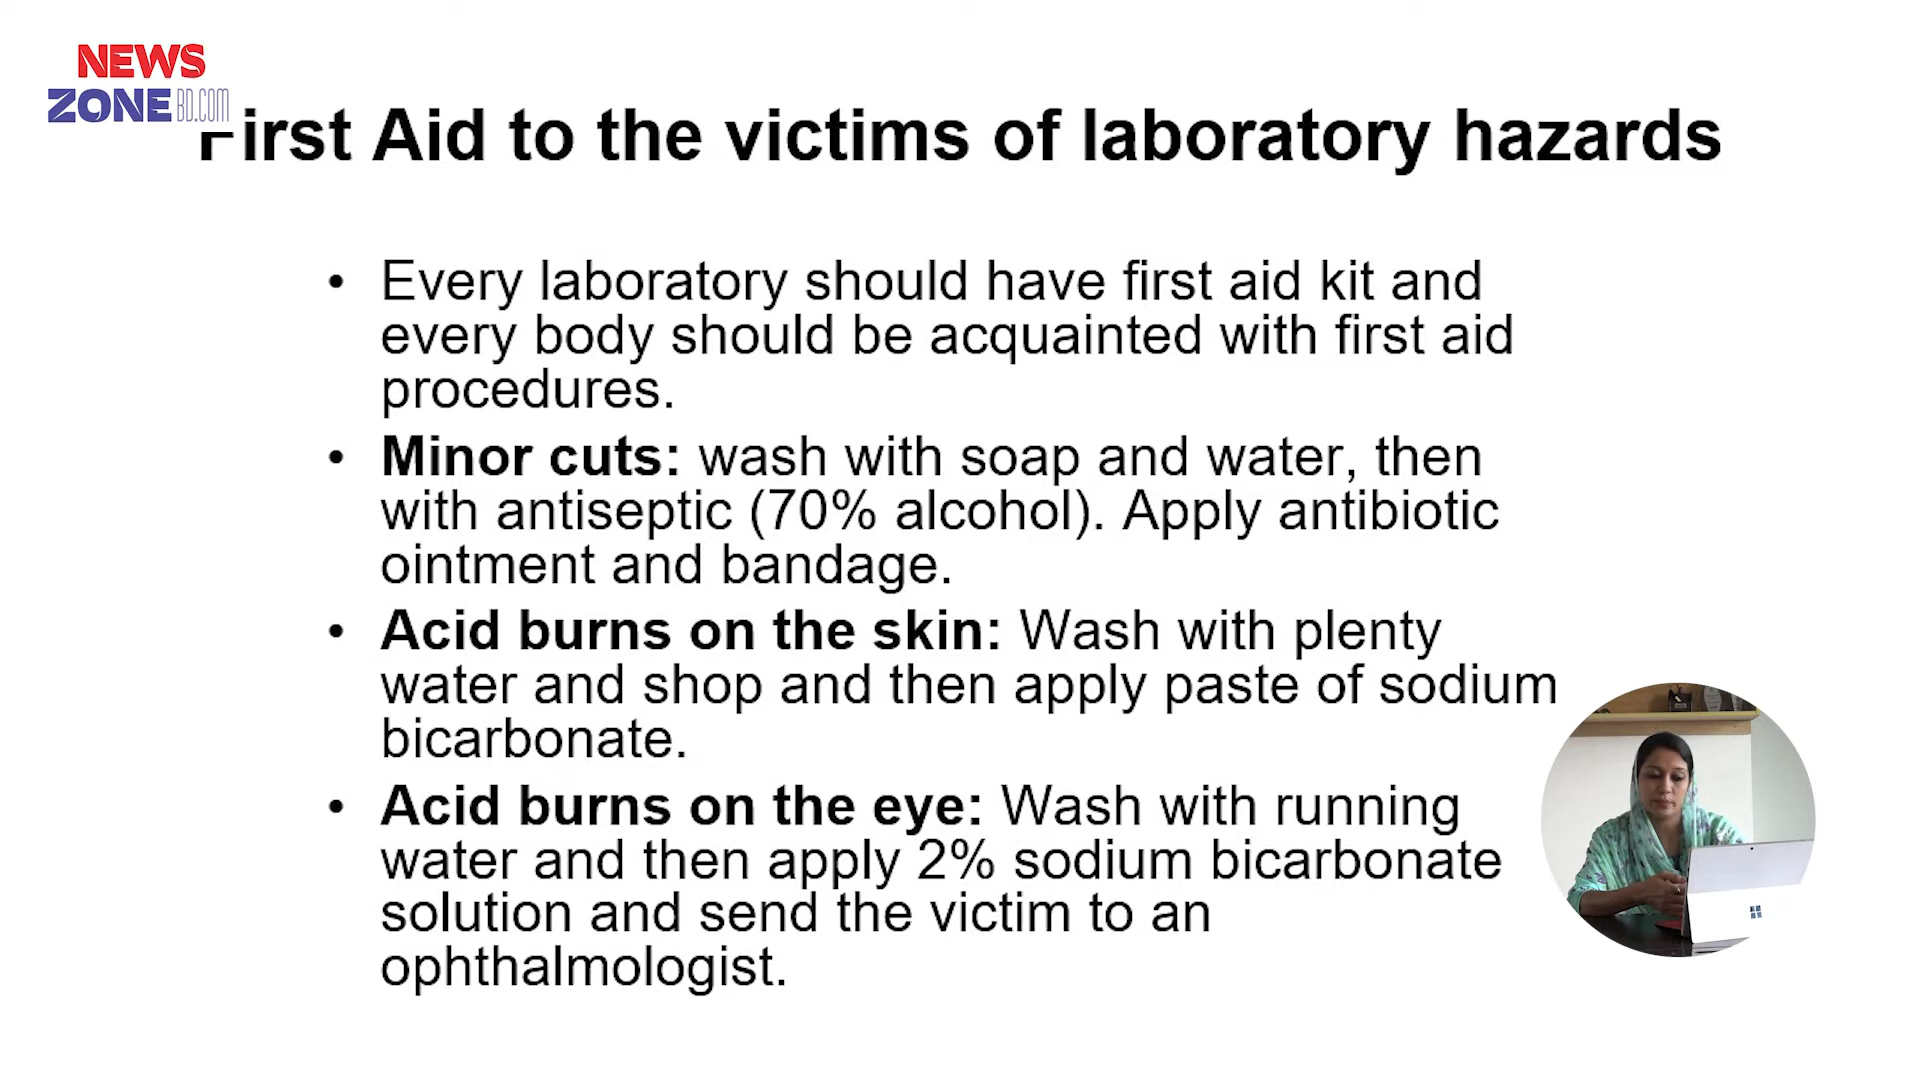 NEWS
ZONE BD.COM
First Aid to the victims of laboratory hazards
• Every laboratory should have first aid kit and
every body should be acquainted with first aid
procedures.
• Minor cuts: wash with soap and water, then
with antiseptic (70% alcohol). Apply antibiotic
ointment and bandage.
• Acid burns on the skin: Wash with plenty
water and shop and then apply paste of sodium
bicarbonate.
• Acid burns on the eye: Wash with running
water and then apply 2% sodium bicarbonate
solution and send the victim to an
ophthalmologist.